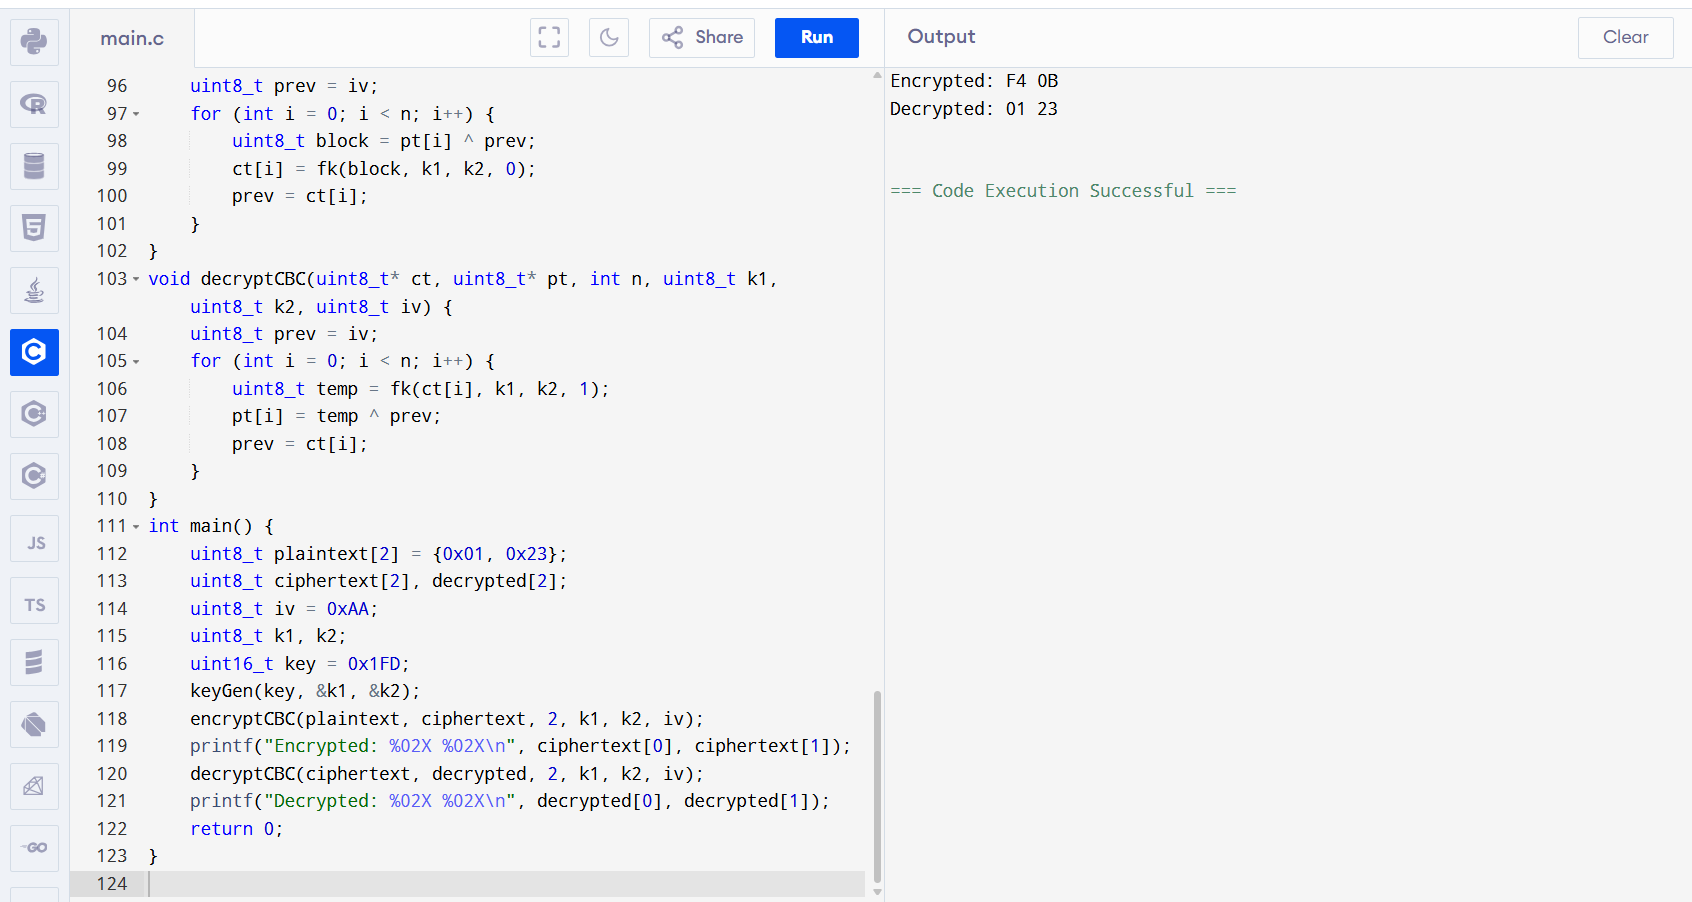 main.c
Share
Run
Output
Clear
96 uint8_t prev = iv;
97 for (int i = 0; i < n; i++) {
98 uint8_t block = pt[i] ^ prev;
99 ct[i] = fk(block, k1, k2, 0);
100 prev = ct[i];
101 }
102 }
103 void decryptCBC(uint8_t* ct, uint8_t* pt, int n, uint8_t k1,
uint8_t k2, uint8_t iv) {
104 uint8_t prev = iv;
105 for (int i = 0; i < n; i++) {
106 uint8_t temp = fk(ct[i], k1, k2, 1);
107 pt[i] = temp ^ prev;
108 prev = ct[i];
109 }
110 }
111 int main() {
112 uint8_t plaintext[2] = {0x01, 0x23};
113 uint8_t ciphertext[2], decrypted[2];
114 uint8_t iv = 0xAA;
115 uint8_t k1, k2;
116 uint16_t key = 0x1FD;
117 keyGen(key, &k1, &k2);
118 encryptCBC(plaintext, ciphertext, 2, k1, k2, iv);
119 printf("Encrypted: %02X %02X\n", ciphertext[0], ciphertext[1]);
120 decryptCBC(ciphertext, decrypted, 2, k1, k2, iv);
121 printf("Decrypted: %02X %02X\n", decrypted[0], decrypted[1]);
122 return 0;
123 }
124
Encrypted: F4 0B
Decrypted: 01 23
=== Code Execution Successful ===
R
5
C
C
C
JS
TS
GO